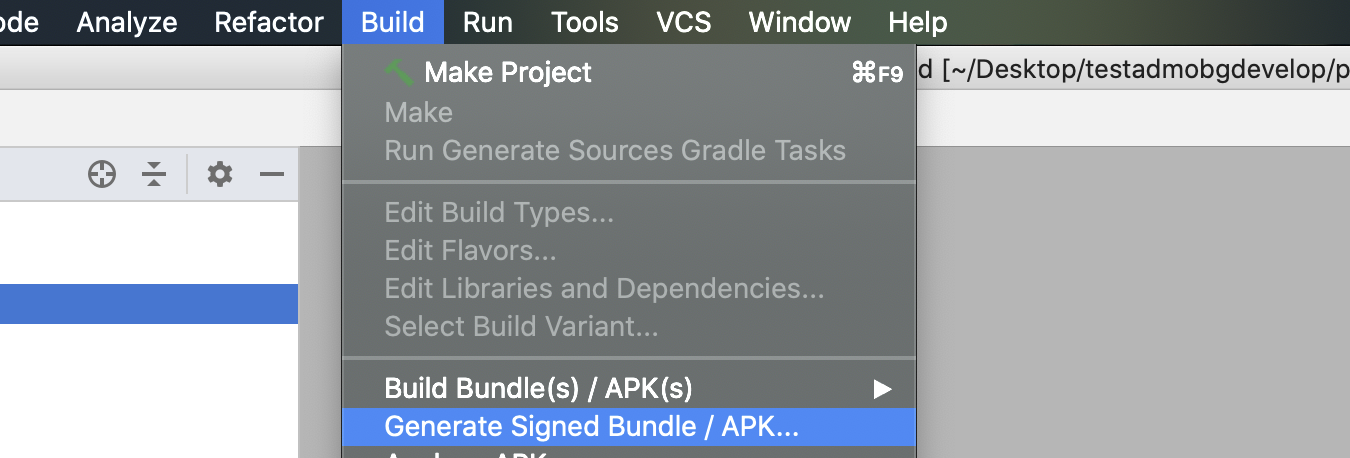 ode Analyze Refactor Build Run Tools VCS Window Help
Make Project ⌘F9
d [~/Desktop/testadmobgdevelop/p
Make
Run Generate Sources Gradle Tasks
Edit Build Types...
Edit Flavors...
Edit Libraries and Dependencies...
Select Build Variant...
Build Bundle(s) / APK(s) ▶
Generate Signed Bundle / APK...